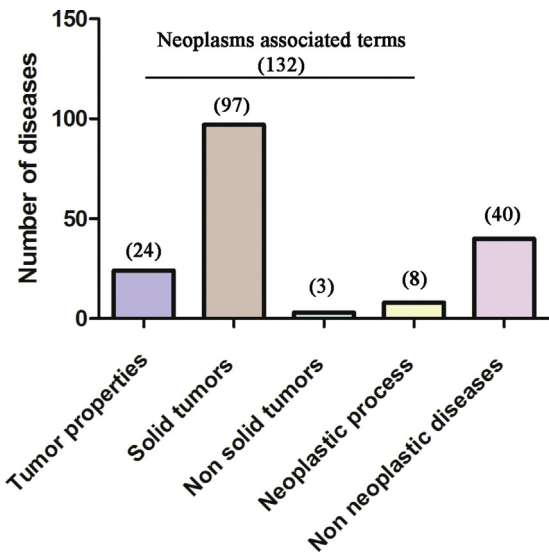 Neoplasms associated terms
(132)
150
100
50
0
Number of diseases
(24)
(97)
(3)
(8)
(40)
Tumor properties
Solid tumors
Non solid tumors
Neoplastic process
Non neoplastic diseases